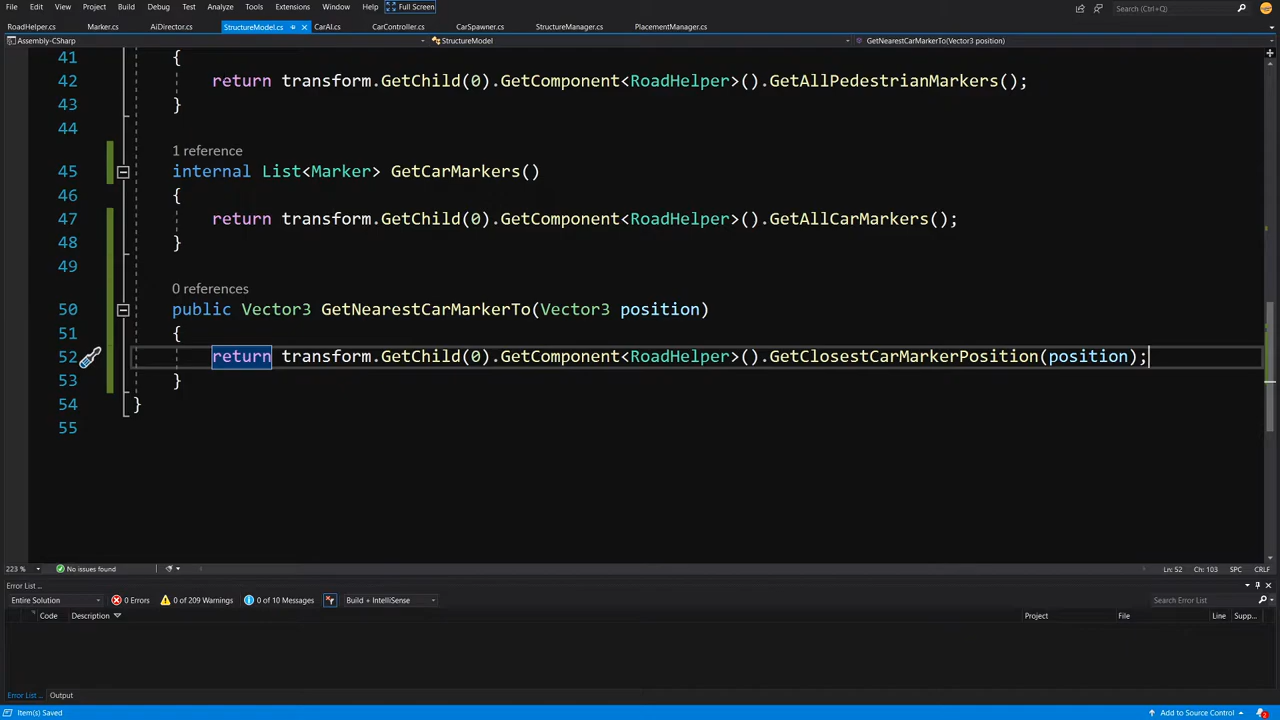 File Edit View Project Build Debug Test Analyze Tools Extensions Window Help Full Screen Search (Ctrl+Q)
RoadHelper.cs Marker.cs AiDirector.cs StructureModel.cs CarAI.cs CarController.cs CarSpawner.cs StructureManager.cs PlacementManager.cs
Assembly-CSharp StructureModel GetNearestCarMarkerTo(Vector3 position)
41 {
42 return transform.GetChild(0).GetComponent<RoadHelper>().GetAllPedestrianMarkers();
43 }
44
1 reference
45 internal List<Marker> GetCarMarkers()
46 {
47 return transform.GetChild(0).GetComponent<RoadHelper>().GetAllCarMarkers();
48 }
49
0 references
50 public Vector3 GetNearestCarMarkerTo(Vector3 position)
51 {
52 return transform.GetChild(0).GetComponent<RoadHelper>().GetClosestCarMarkerPosition(position);
53 }
54 }
55
223 % No issues found Ln: 52 Ch: 103 SPC CRLF
Error List ...
Entire Solution 0 Errors 0 of 209 Warnings 0 of 10 Messages Build + IntelliSense Search Error List
Code Description Project File Line Supp...
Error List ... Output
Item(s) Saved Add to Source Control 2